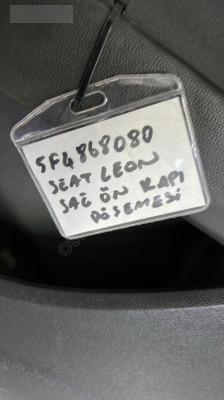 5F4868080
SEAT LEON
SAĞ ÖN KAPI
DÖŞEMESİ